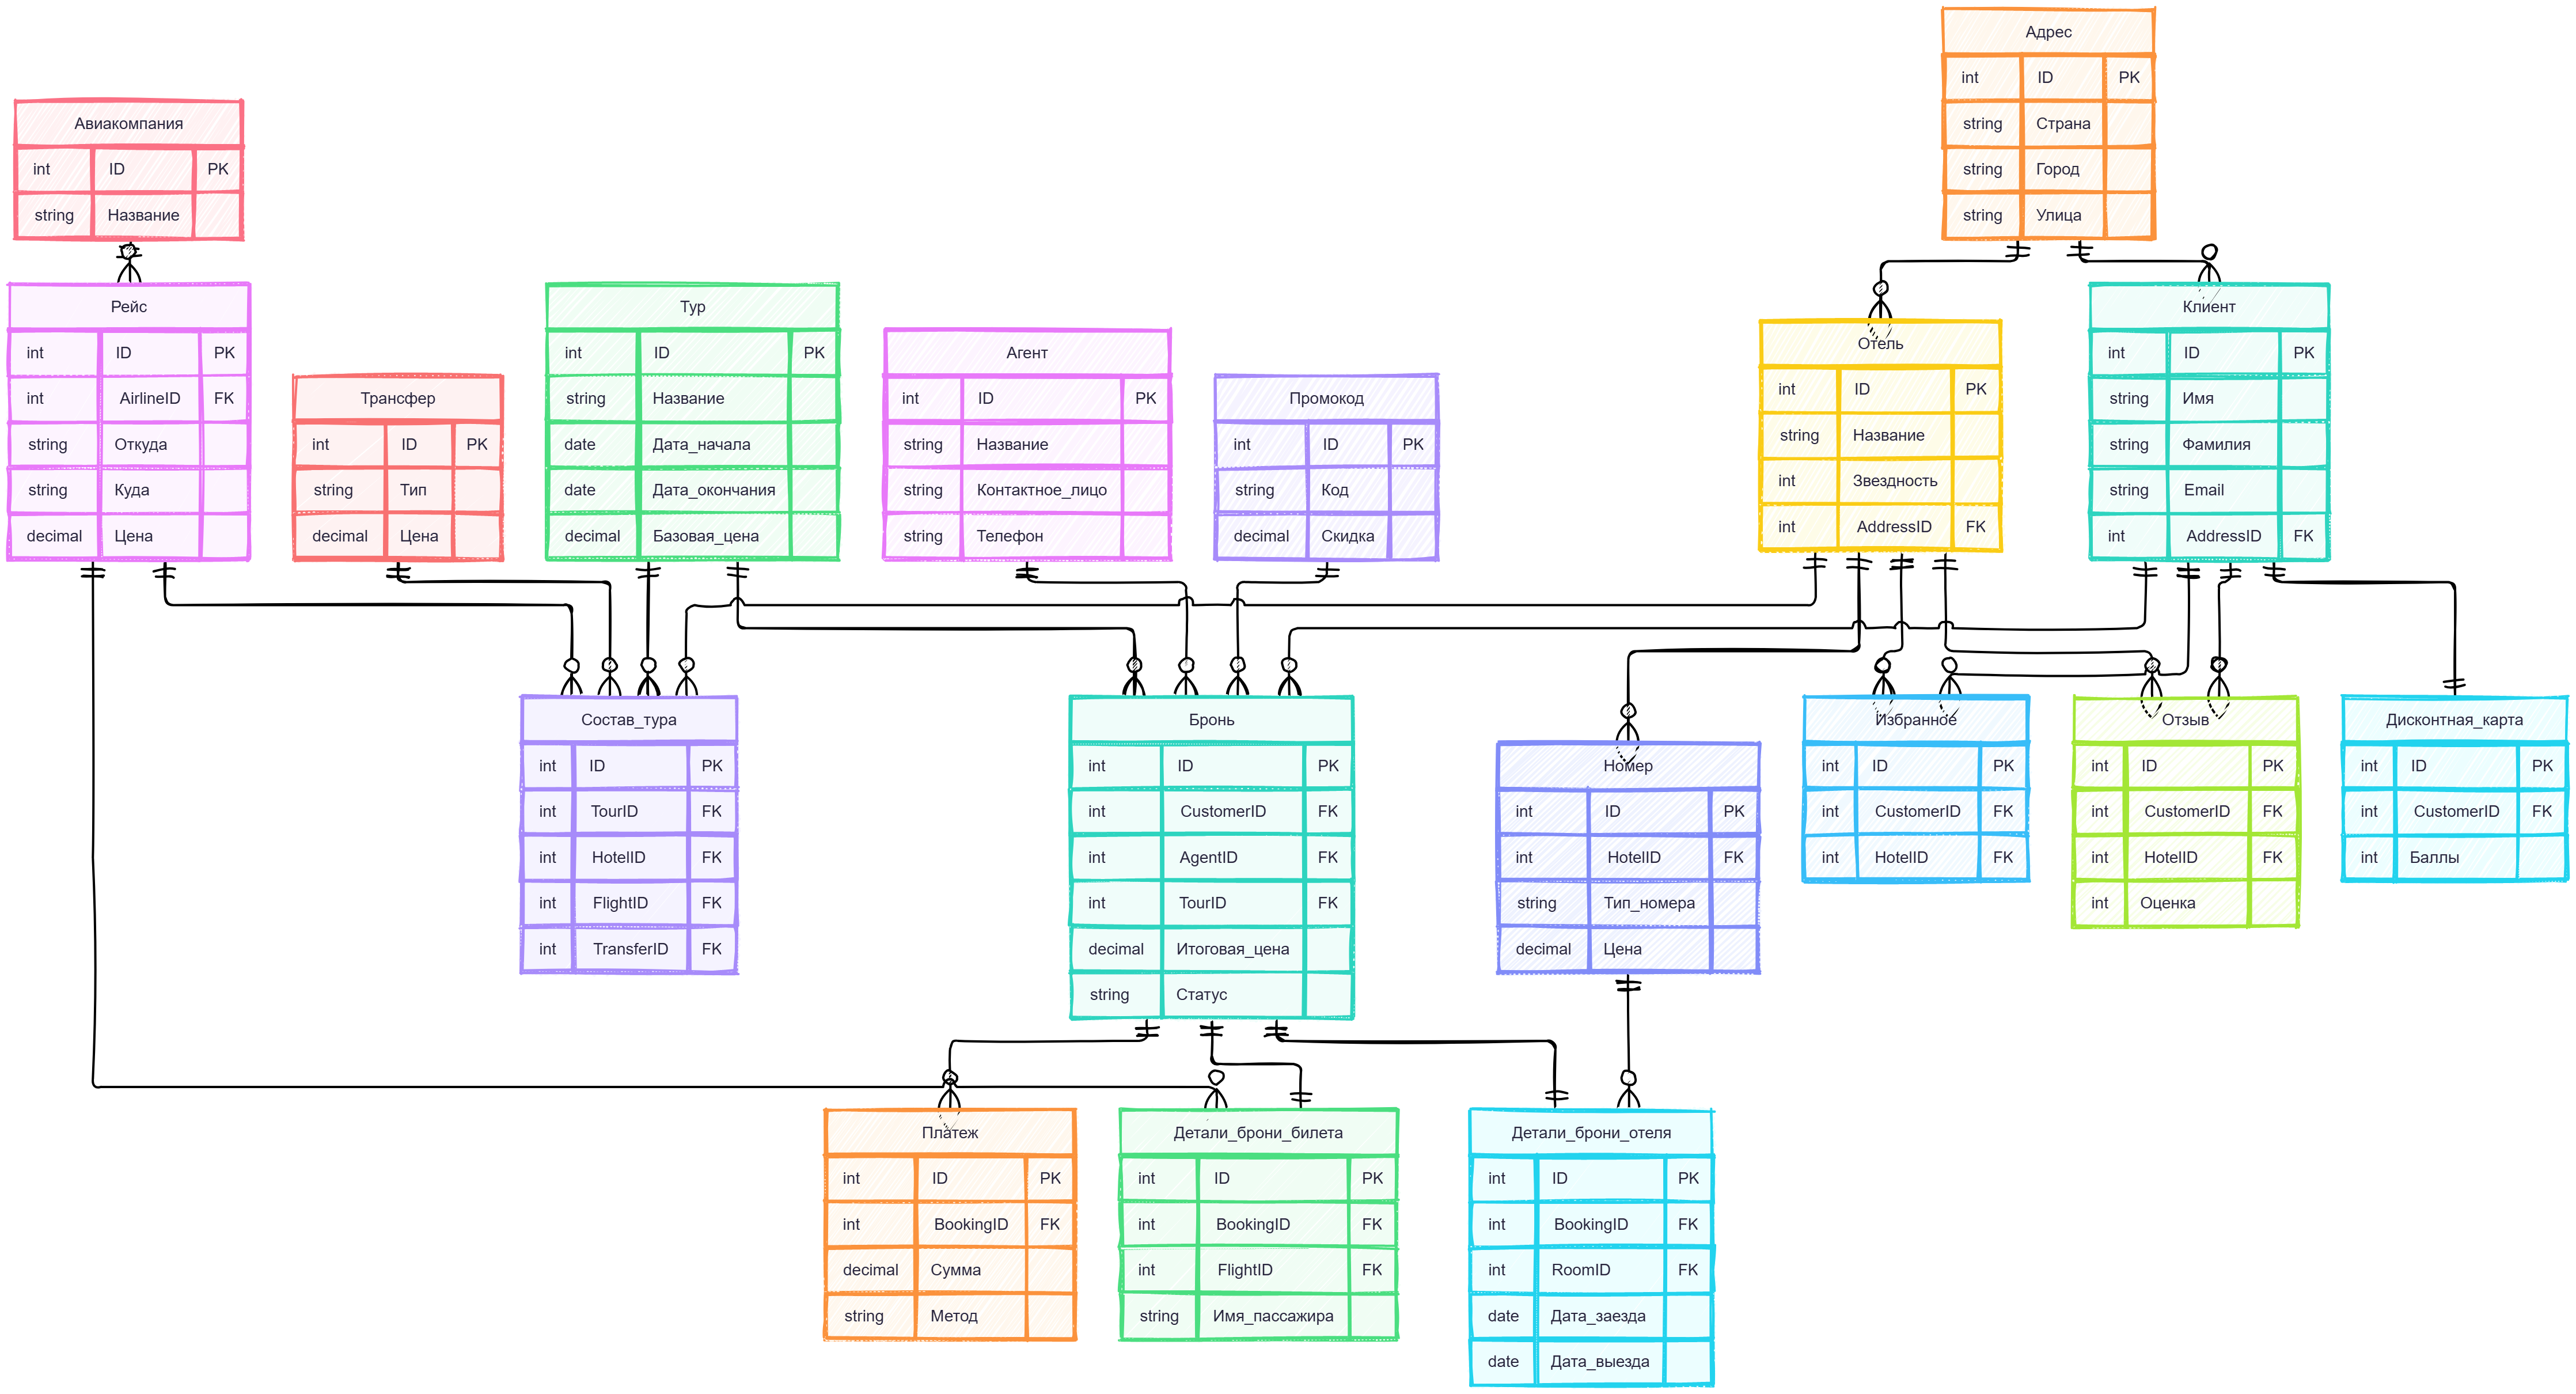 Адрес
int ID PK
string Страна
string Город
string Улица
Авиакомпания
int ID PK
string Название
Рейс
int ID PK
int AirlineID FK
string Откуда
string Куда
decimal Цена
Трансфер
int ID PK
string Тип
decimal Цена
Тур
int ID PK
string Название
date Дата_начала
date Дата_окончания
decimal Базовая_цена
Агент
int ID PK
string Название
string Контактное_лицо
string Телефон
Промокод
int ID PK
string Код
decimal Скидка
Отель
int ID PK
string Название
int Звездность
int AddressID FK
Клиент
int ID PK
string Имя
string Фамилия
string Email
int AddressID FK
Состав_тура
int ID PK
int TourID FK
int HotelID FK
int FlightID FK
int TransferID FK
Бронь
int ID PK
int CustomerID FK
int AgentID FK
int TourID FK
decimal Итоговая_цена
string Статус
Номер
int ID PK
int HotelID FK
string Тип_номера
decimal Цена
Избранное
int ID PK
int CustomerID FK
int HotelID FK
Отзыв
int ID PK
int CustomerID FK
int HotelID FK
int Оценка
Дисконтная_карта
int ID PK
int CustomerID FK
int Баллы
Платеж
int ID PK
int BookingID FK
decimal Сумма
string Метод
Детали_брони_билета
int ID PK
int BookingID FK
int FlightID FK
string Имя_пассажира
Детали_брони_отеля
int ID PK
int BookingID FK
int RoomID FK
date Дата_заезда
date Дата_выезда